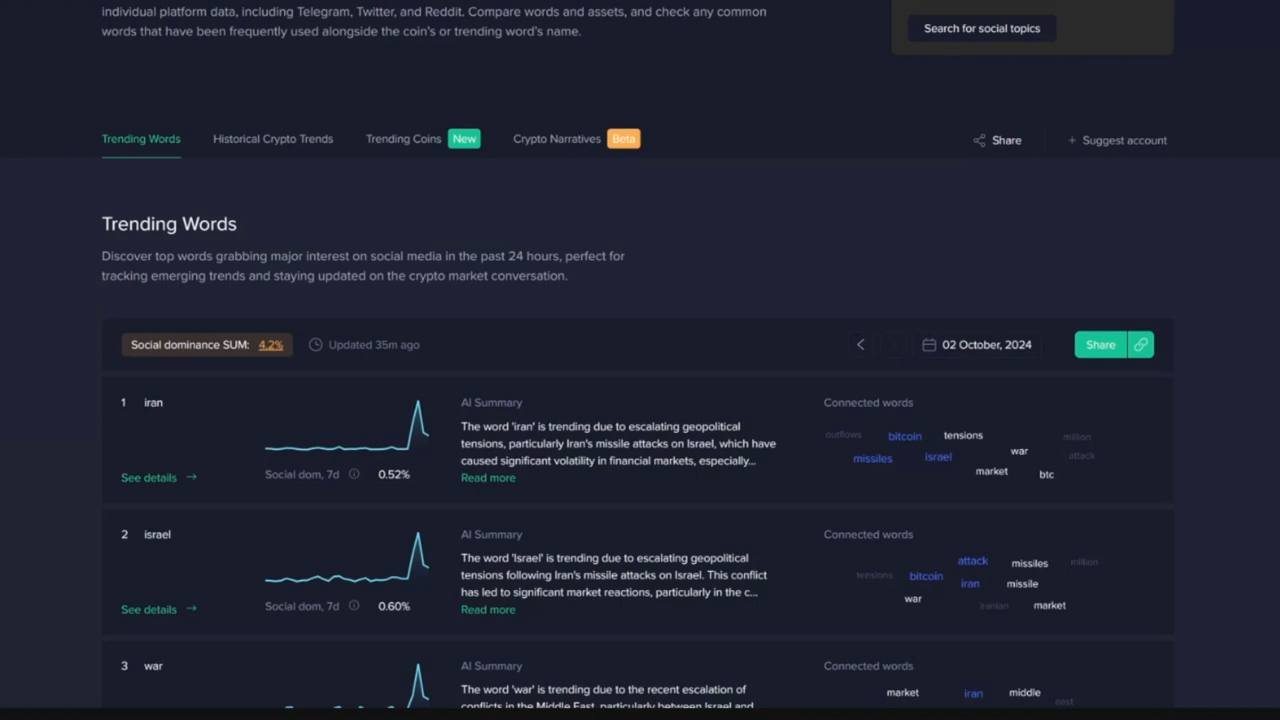 individual platform data, including Telegram, Twitter, and Reddit. Compare words and assets, and check any common
words that have been frequently used alongside the coin's or trending word's name.
Search for social topics
Trending Words
Historical Crypto Trends
Trending Coins New
Crypto Narratives Beta
Share
+ Suggest account
Trending Words
Discover top words grabbing major interest on social media in the past 24 hours, perfect for
tracking emerging trends and staying updated on the crypto market conversation.
Social dominance SUM: 4.2%
Updated 35m ago
02 October, 2024
Share
1 iran
See details →
Social dom, 7d 0.52%
AI Summary
The word 'iran' is trending due to escalating geopolitical
tensions, particularly Iran's missile attacks on Israel, which have
caused significant volatility in financial markets, especially...
Read more
Connected words
outflows bitcoin tensions million
missiles israel war attack
market btc
2 israel
See details →
Social dom, 7d 0.60%
AI Summary
The word 'Israel' is trending due to escalating geopolitical
tensions following Iran's missile attacks on Israel. This conflict
has led to significant market reactions, particularly in the c...
Read more
Connected words
attack missiles million
tensions bitcoin iran missile
war iranian market
3 war
AI Summary
The word 'war' is trending due to the recent escalation of
conflicts in the Middle East, particularly between Israel and
Connected words
market iran middle
east